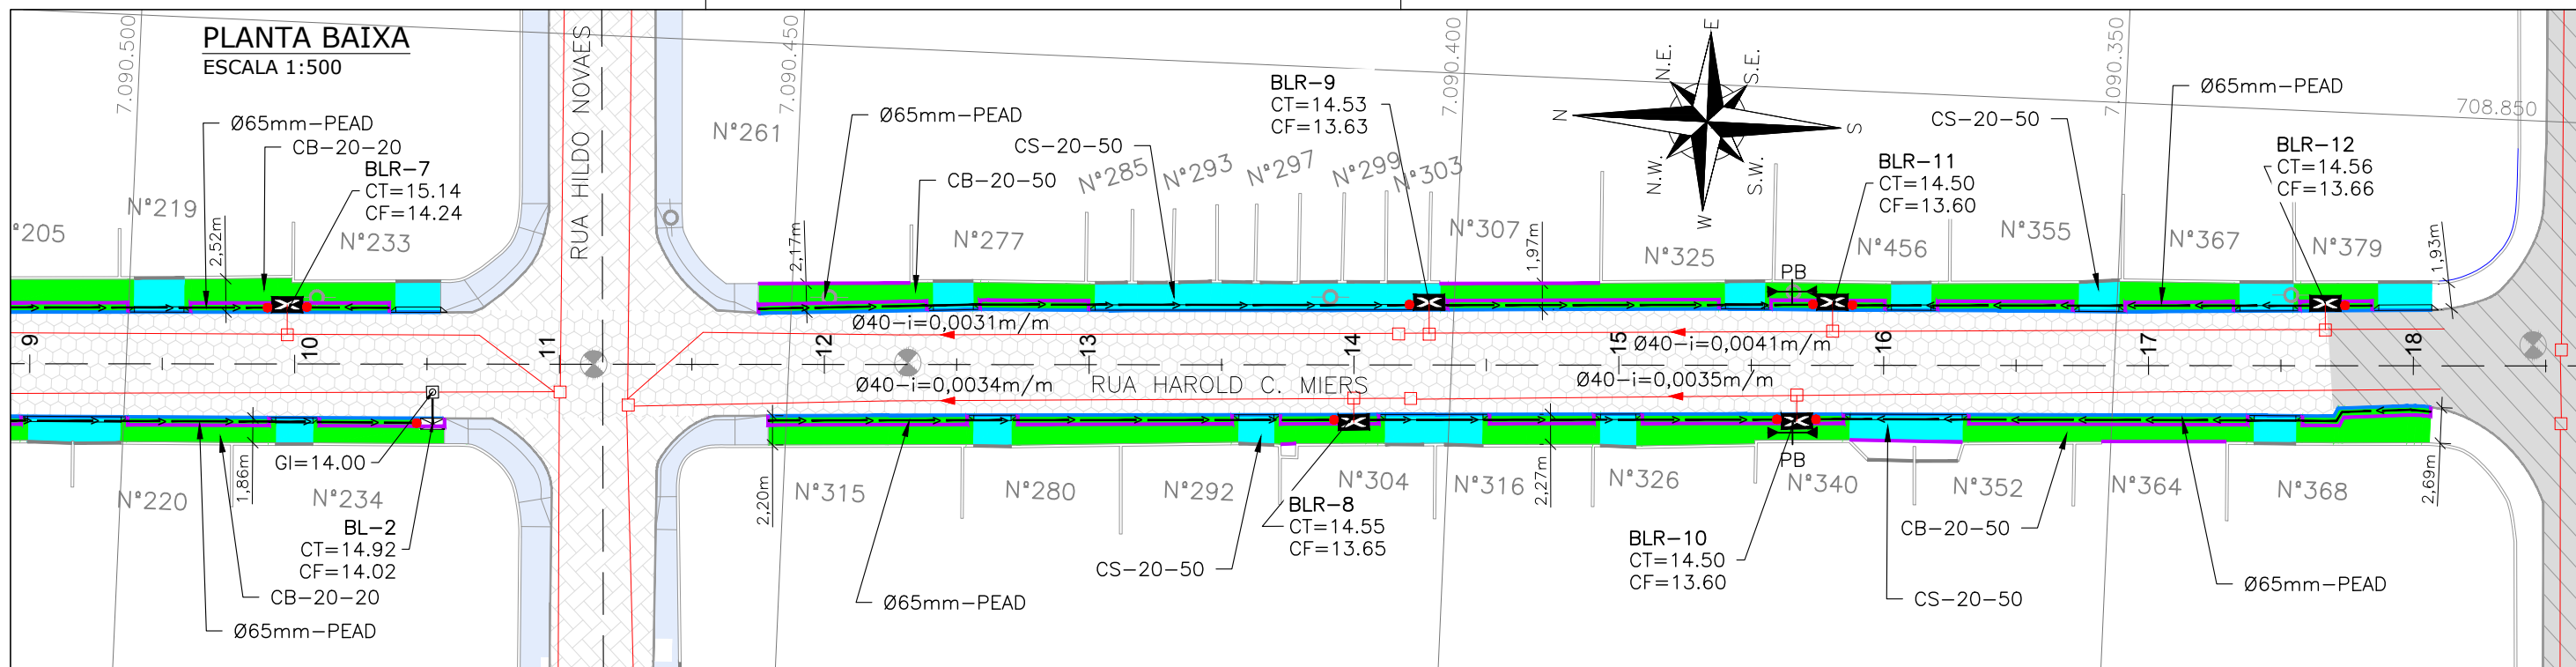 PLANTA BAIXA
ESCALA 1:500
7.090.500
7.090.450
7.090.400
7.090.350
708.850
RUA HILDO NOVAES
Ø65mm-PEAD
CB-20-20
BLR-7
CT=15.14
CF=14.24
N°219
2,52m
N°233
°205
N°261
Ø65mm-PEAD
CS-20-50
CB-20-50
BLR-9
CT=14.53
CF=13.63
N°285
N°293
N°297
N°299
N°303
2,17m
N°277
N°307
1,97m
N°325
N
N.E.
E
S.E.
S
S.W.
W
N.W.
PB
BLR-11
CT=14.50
CF=13.60
N°456
CS-20-50
N°355
Ø65mm-PEAD
N°367
BLR-12
CT=14.56
CF=13.66
N°379
1,93m
9
10
11
12
13
14
15
16
17
18
Ø40-i=0,0031m/m
Ø40-i=0,0041m/m
Ø40-i=0,0034m/m
RUA HAROLD C. MIERS
Ø40-i=0,0035m/m
GI=14.00
N°220
1,86m
N°234
BL-2
CT=14.92
CF=14.02
CB-20-20
Ø65mm-PEAD
2,20m
N°315
N°280
N°292
N°304
N°316
2,27m
N°326
PB
N°340
N°352
N°364
N°368
2,69m
CS-20-50
BLR-8
CT=14.55
CF=13.65
Ø65mm-PEAD
BLR-10
CT=14.50
CF=13.60
CB-20-50
CS-20-50
Ø65mm-PEAD